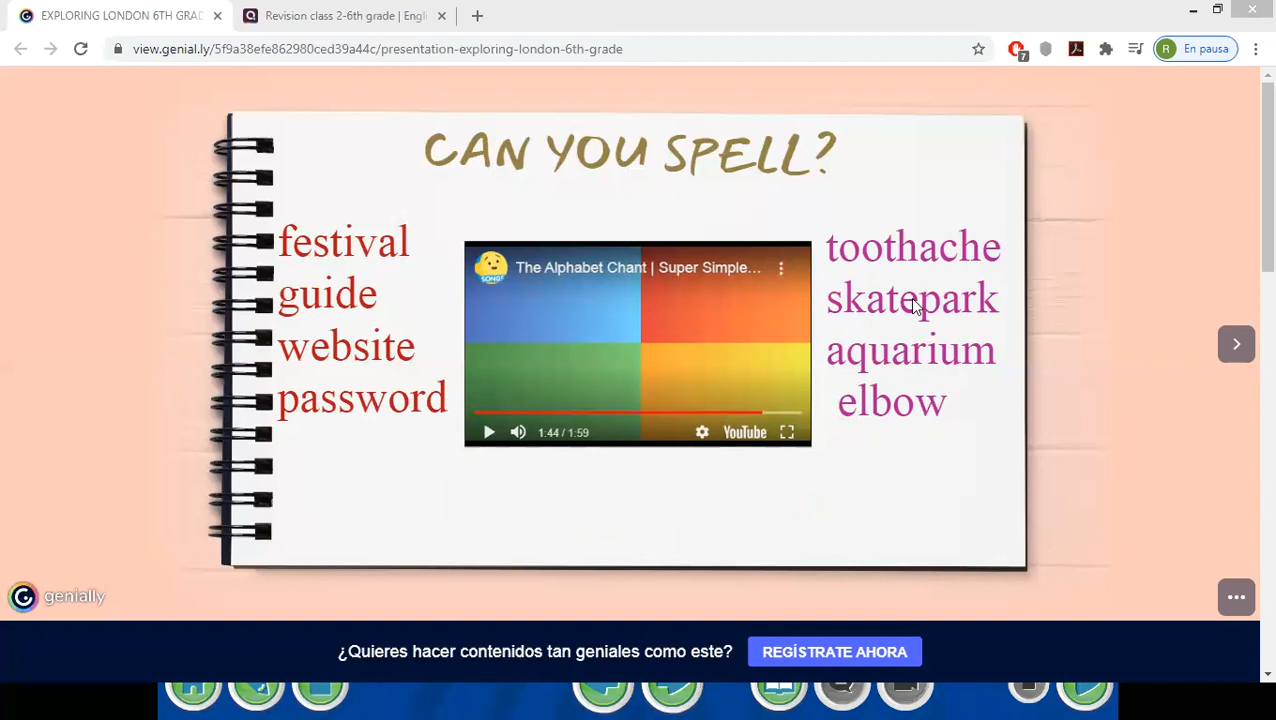 EXPLORING LONDON 6TH GRAD
Revision class 2-6th grade | Engli
view.genial.ly/5f9a38efe862980ced39a44c/presentation-exploring-london-6th-grade
7
R
En pausa
CAN YOU SPELL?
festival
guide
website
password
SONGS
The Alphabet Chant | Super Simple...
1:44 / 1:59
YouTube
toothache
skatepark
aquarium
elbow
genially
¿Quieres hacer contenidos tan geniales como este?
REGÍSTRATE AHORA